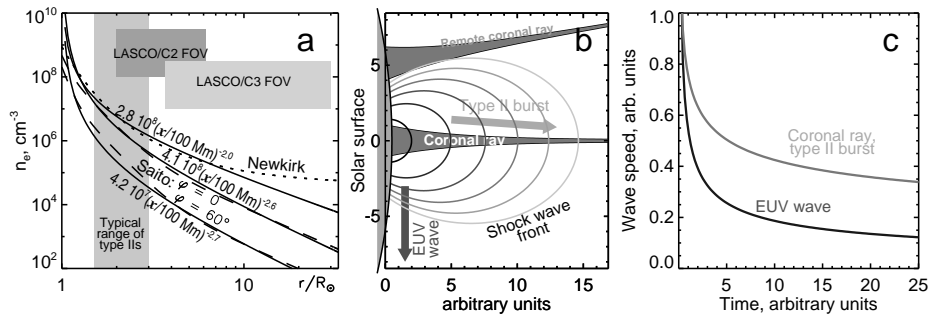 a
LASCO/C2 FOV
LASCO/C3 FOV
10^10
10^8
10^6
10^4
10^2
n_e, cm^-3
2.8 10^8(x/100 Mm)^-2.0
Newkirk
4.1 10^8(x/100 Mm)^-2.6
Saito: φ = 0
φ = 60°
4.2 10^7(x/100 Mm)^-2.7
Typical
range of
type IIs
r/R⊙
1
10
b
Remote coronal ray
Type II burst
Coronal ray
Shock wave
front
EUV
wave
Solar surface
5
0
-5
0 5 10 15
arbitrary units
c
Coronal ray,
type II burst
EUV wave
Wave speed, arb. units
1.0
0.8
0.6
0.4
0.2
0.0
0 5 10 15 20 25
Time, arbitrary units